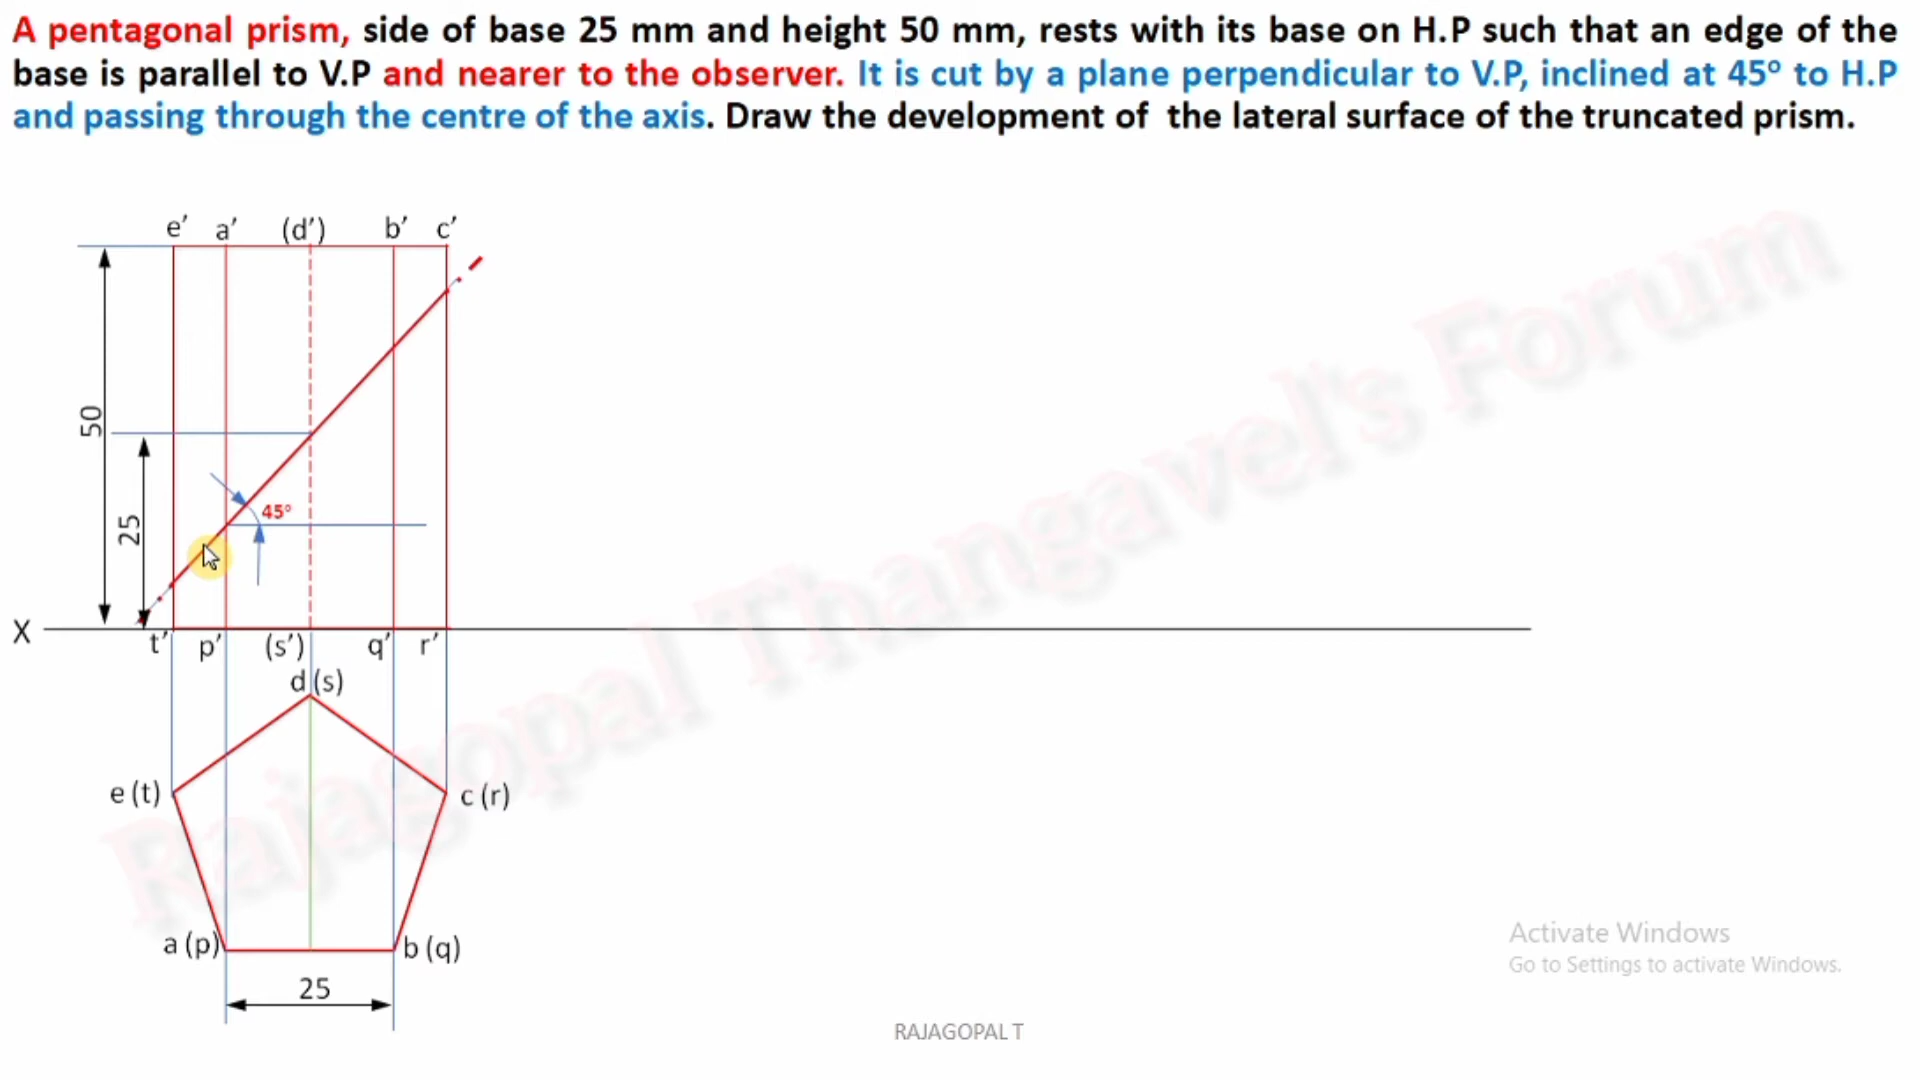 A pentagonal prism, side of base 25 mm and height 50 mm, rests with its base on H.P such that an edge of the
base is parallel to V.P and nearer to the observer. It is cut by a plane perpendicular to V.P, inclined at 45º to H.P
and passing through the centre of the axis. Draw the development of the lateral surface of the truncated prism.
e′ a′ (d′) b′ c′
50
25
45º
X
t′ p′ (s′) q′ r′
d (s)
e (t) c (r)
a (p) b (q)
25
Rajagopal Thangavel's Forum
Activate Windows
Go to Settings to activate Windows.
RAJAGOPAL T